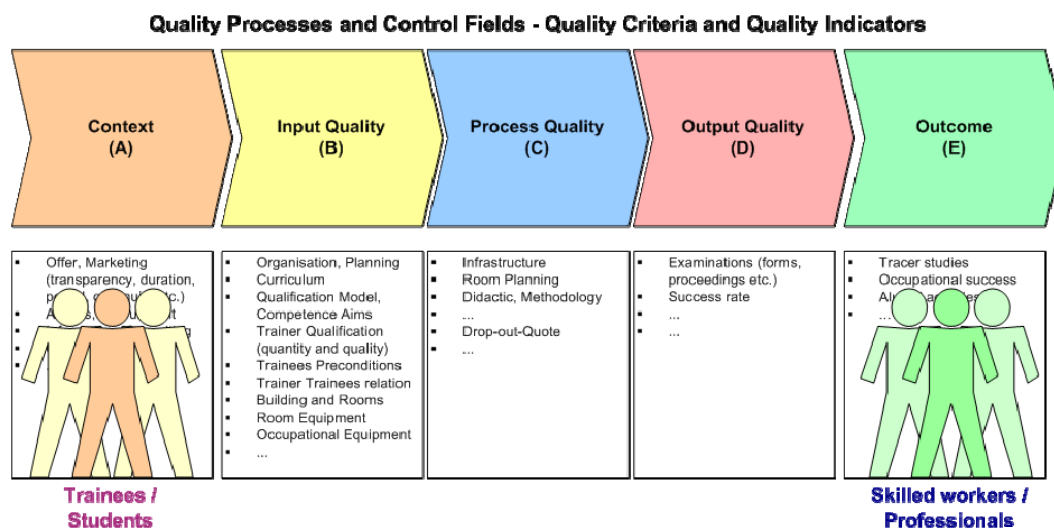 Quality Processes and Control Fields - Quality Criteria and Quality Indicators
Context
(A)
Input Quality
(B)
Process Quality
(C)
Output Quality
(D)
Outcome
(E)
Offer, Marketing
(transparency, duration,
etc.)
Organisation, Planning
Curriculum
Qualification Model,
Competence Aims
Trainer Qualification
(quantity and quality)
Trainees Preconditions
Trainer Trainees relation
Building and Rooms
Room Equipment
Occupational Equipment
...
Infrastructure
Room Planning
Didactic, Methodology
....
Drop-out-Quote
....
Examinations (forms,
proceedings etc.)
Success rate
...
...
Tracer studies
Occupational success
...
Trainees /
Students
Skilled workers /
Professionals